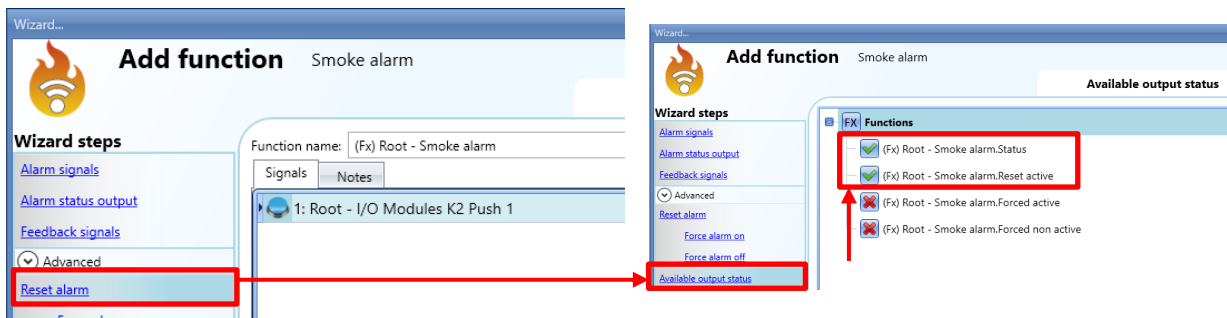 Wizard...
Add function Smoke alarm
Wizard steps
Alarm signals
Alarm status output
Feedback signals
Advanced
Reset alarm
Function name: (Fx) Root - Smoke alarm
Signals Notes
1: Root - I/O Modules K2 Push 1
Wizard...
Add function Smoke alarm
Available output status
Wizard steps
Alarm signals
Alarm status output
Feedback signals
Advanced
Reset alarm
Force alarm on
Force alarm off
Available output status
FX Functions
(Fx) Root - Smoke alarm.Status
(Fx) Root - Smoke alarm.Reset active
(Fx) Root - Smoke alarm.Forced active
(Fx) Root - Smoke alarm.Forced non active